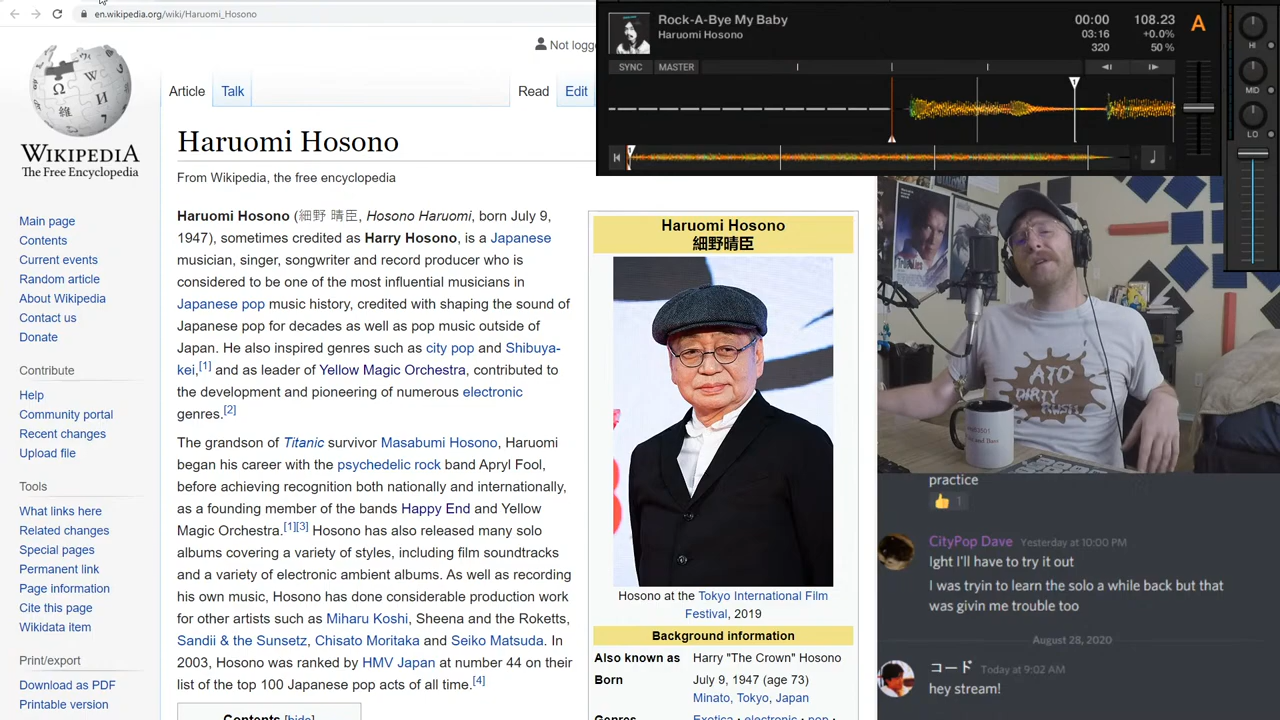 en.wikipedia.org/wiki/Haruomi_Hosono
WIKIPEDIA
The Free Encyclopedia
Main page
Contents
Current events
Random article
About Wikipedia
Contact us
Donate
Contribute
Help
Community portal
Recent changes
Upload file
Tools
What links here
Related changes
Special pages
Permanent link
Page information
Cite this page
Wikidata item
Print/export
Download as PDF
Printable version
Not logge
Article
Talk
Read
Edit
Haruomi Hosono
From Wikipedia, the free encyclopedia
Haruomi Hosono (細野 晴臣, Hosono Haruomi, born July 9,
1947), sometimes credited as Harry Hosono, is a Japanese
musician, singer, songwriter and record producer who is
considered to be one of the most influential musicians in
Japanese pop music history, credited with shaping the sound of
Japanese pop for decades as well as pop music outside of
Japan. He also inspired genres such as city pop and Shibuya-
kei,[1] and as leader of Yellow Magic Orchestra, contributed to
the development and pioneering of numerous electronic
genres.[2]
The grandson of Titanic survivor Masabumi Hosono, Haruomi
began his career with the psychedelic rock band Apryl Fool,
before achieving recognition both nationally and internationally,
as a founding member of the bands Happy End and Yellow
Magic Orchestra.[1][3] Hosono has also released many solo
albums covering a variety of styles, including film soundtracks
and a variety of electronic ambient albums. As well as recording
his own music, Hosono has done considerable production work
for other artists such as Miharu Koshi, Sheena and the Roketts,
Sandii & the Sunsetz, Chisato Moritaka and Seiko Matsuda. In
2003, Hosono was ranked by HMV Japan at number 44 on their
list of the top 100 Japanese pop acts of all time.[4]
Contents [hide]
Haruomi Hosono
細野晴臣
Hosono at the Tokyo International Film
Festival, 2019
Background information
Also known as Harry "The Crown" Hosono
Born July 9, 1947 (age 73)
Minato, Tokyo, Japan
Genres Exotica · electronic · pop ·
Rock-A-Bye My Baby
Haruomi Hosono
00:00
03:16
320
108.23
+0.0%
50 %
A
SYNC
MASTER
1
1
HI
MID
LO
ATO
DIRTY
practice
👍 1
CityPop Dave Yesterday at 10:00 PM
Ight I'll have to try it out
I was tryin to learn the solo a while back but that
was givin me trouble too
August 28, 2020
コード Today at 9:02 AM
hey stream!